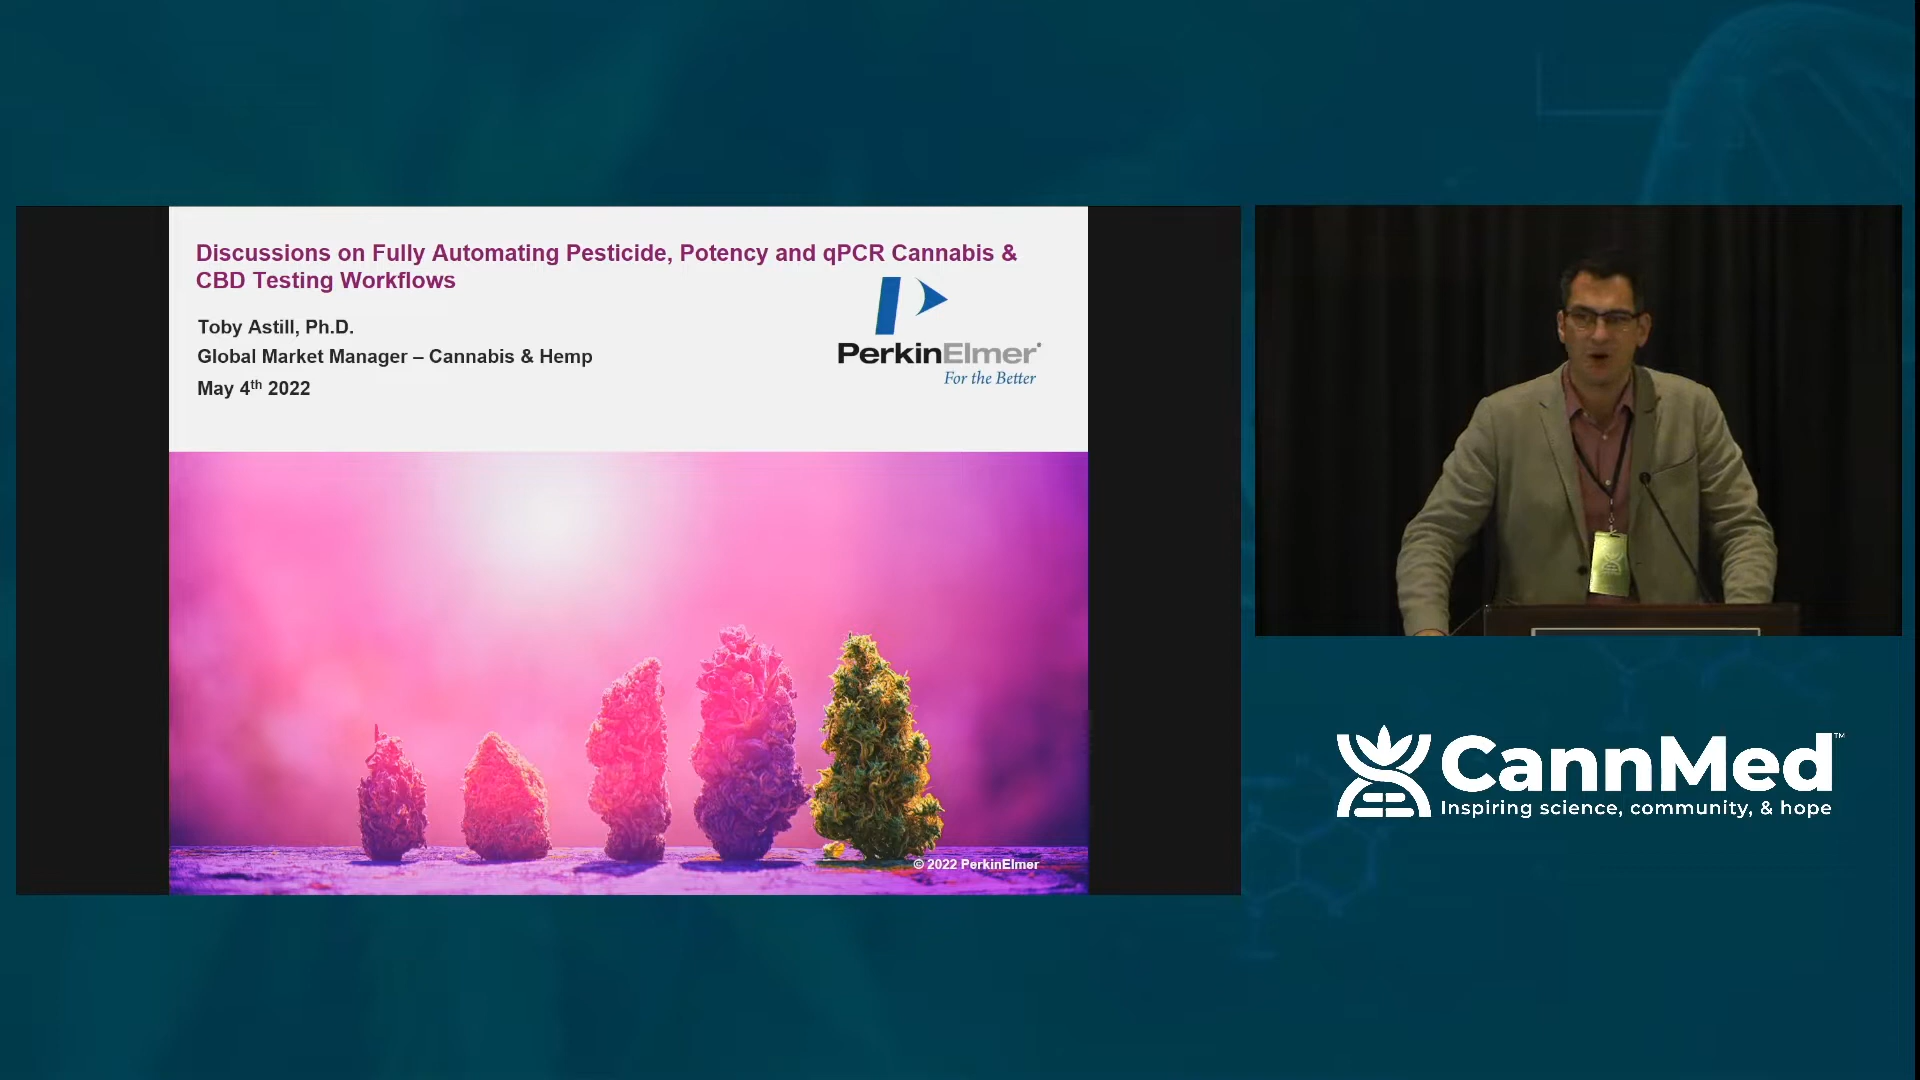 Discussions on Fully Automating Pesticide, Potency and qPCR Cannabis &
CBD Testing Workflows
Toby Astill, Ph.D.
Global Market Manager – Cannabis & Hemp
May 4th 2022
PerkinElmer
For the Better
© 2022 PerkinElmer
CannMed™
Inspiring science, community, & hope